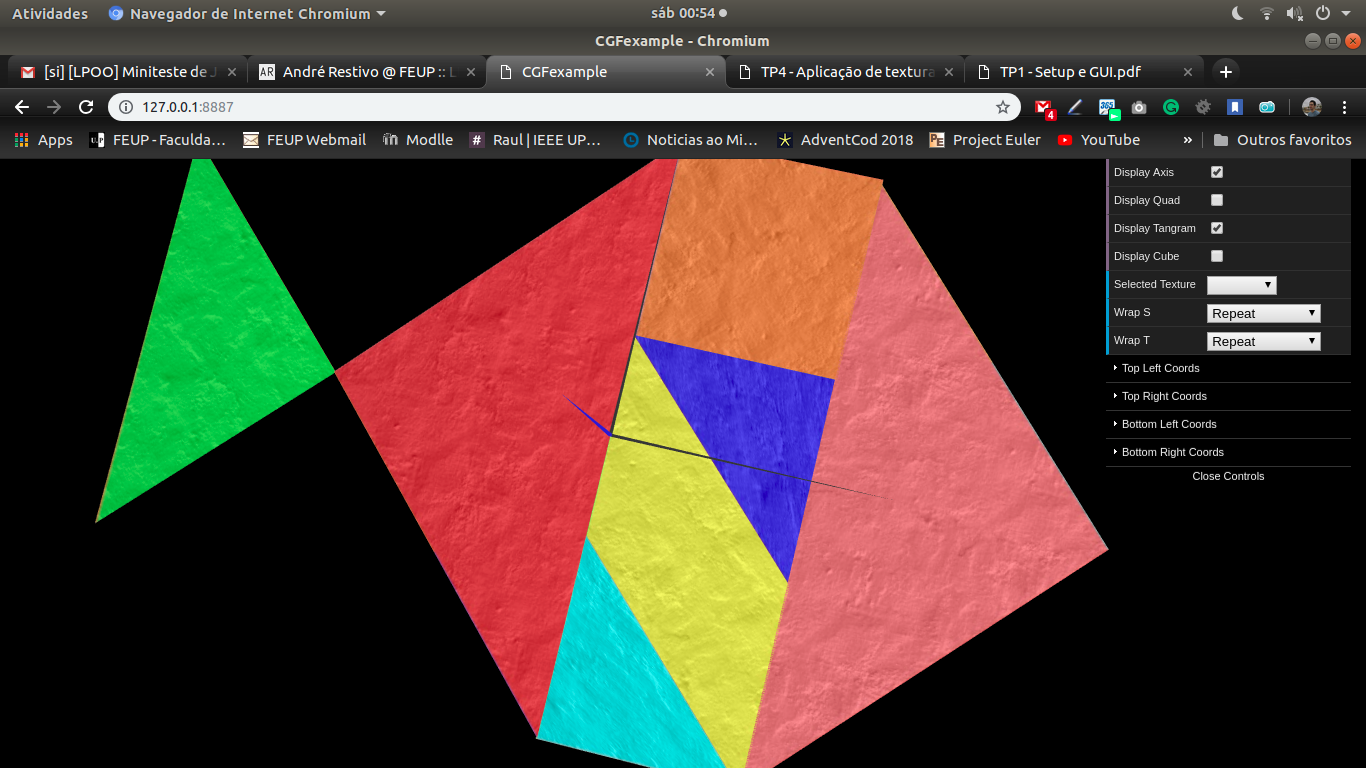 Atividades Navegador de Internet Chromium sáb 00:54
CGFexample - Chromium
[si] [LPOO] Miniteste de J André Restivo @ FEUP :: L CGFexample TP4 - Aplicação de textura TP1 - Setup e GUI.pdf
127.0.0.1:8887 4 365
Apps U.P FEUP - Faculda... FEUP Webmail Modlle # Raul | IEEE UP... Noticias ao Mi... AdventCod 2018 Project Euler YouTube » Outros favoritos
Display Axis
Display Quad
Display Tangram
Display Cube
Selected Texture
Wrap S Repeat
Wrap T Repeat
Top Left Coords
Top Right Coords
Bottom Left Coords
Bottom Right Coords
Close Controls